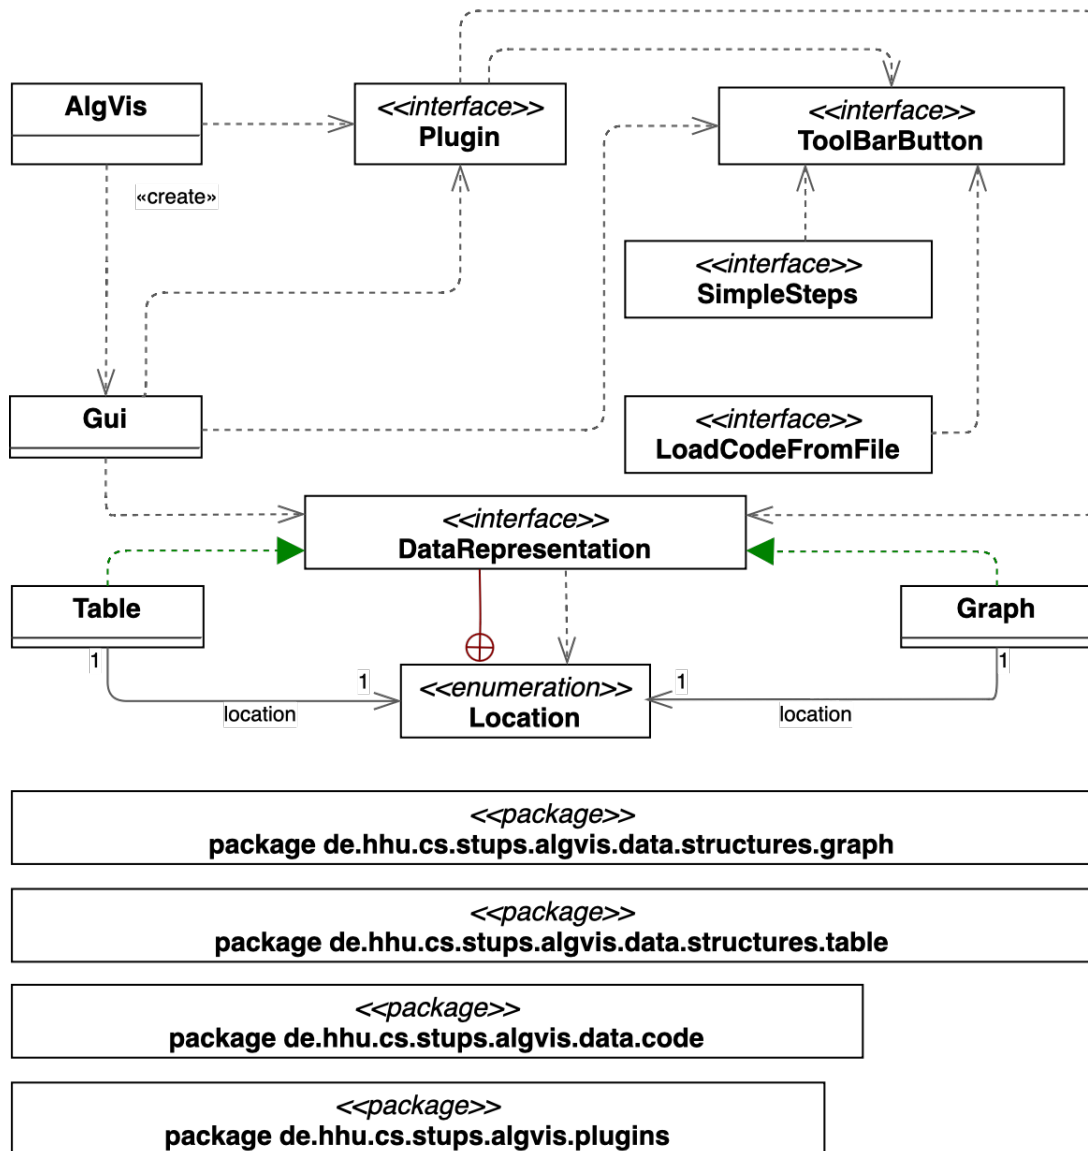 AlgVis
<<interface>>
Plugin
<<interface>>
ToolBarButton
«create»
<<interface>>
SimpleSteps
Gui
<<interface>>
LoadCodeFromFile
<<interface>>
DataRepresentation
Table
Graph
1
1
1
1
<<enumeration>>
Location
location
location
<<package>>
package de.hhu.cs.stups.algvis.data.structures.graph
<<package>>
package de.hhu.cs.stups.algvis.data.structures.table
<<package>>
package de.hhu.cs.stups.algvis.data.code
<<package>>
package de.hhu.cs.stups.algvis.plugins